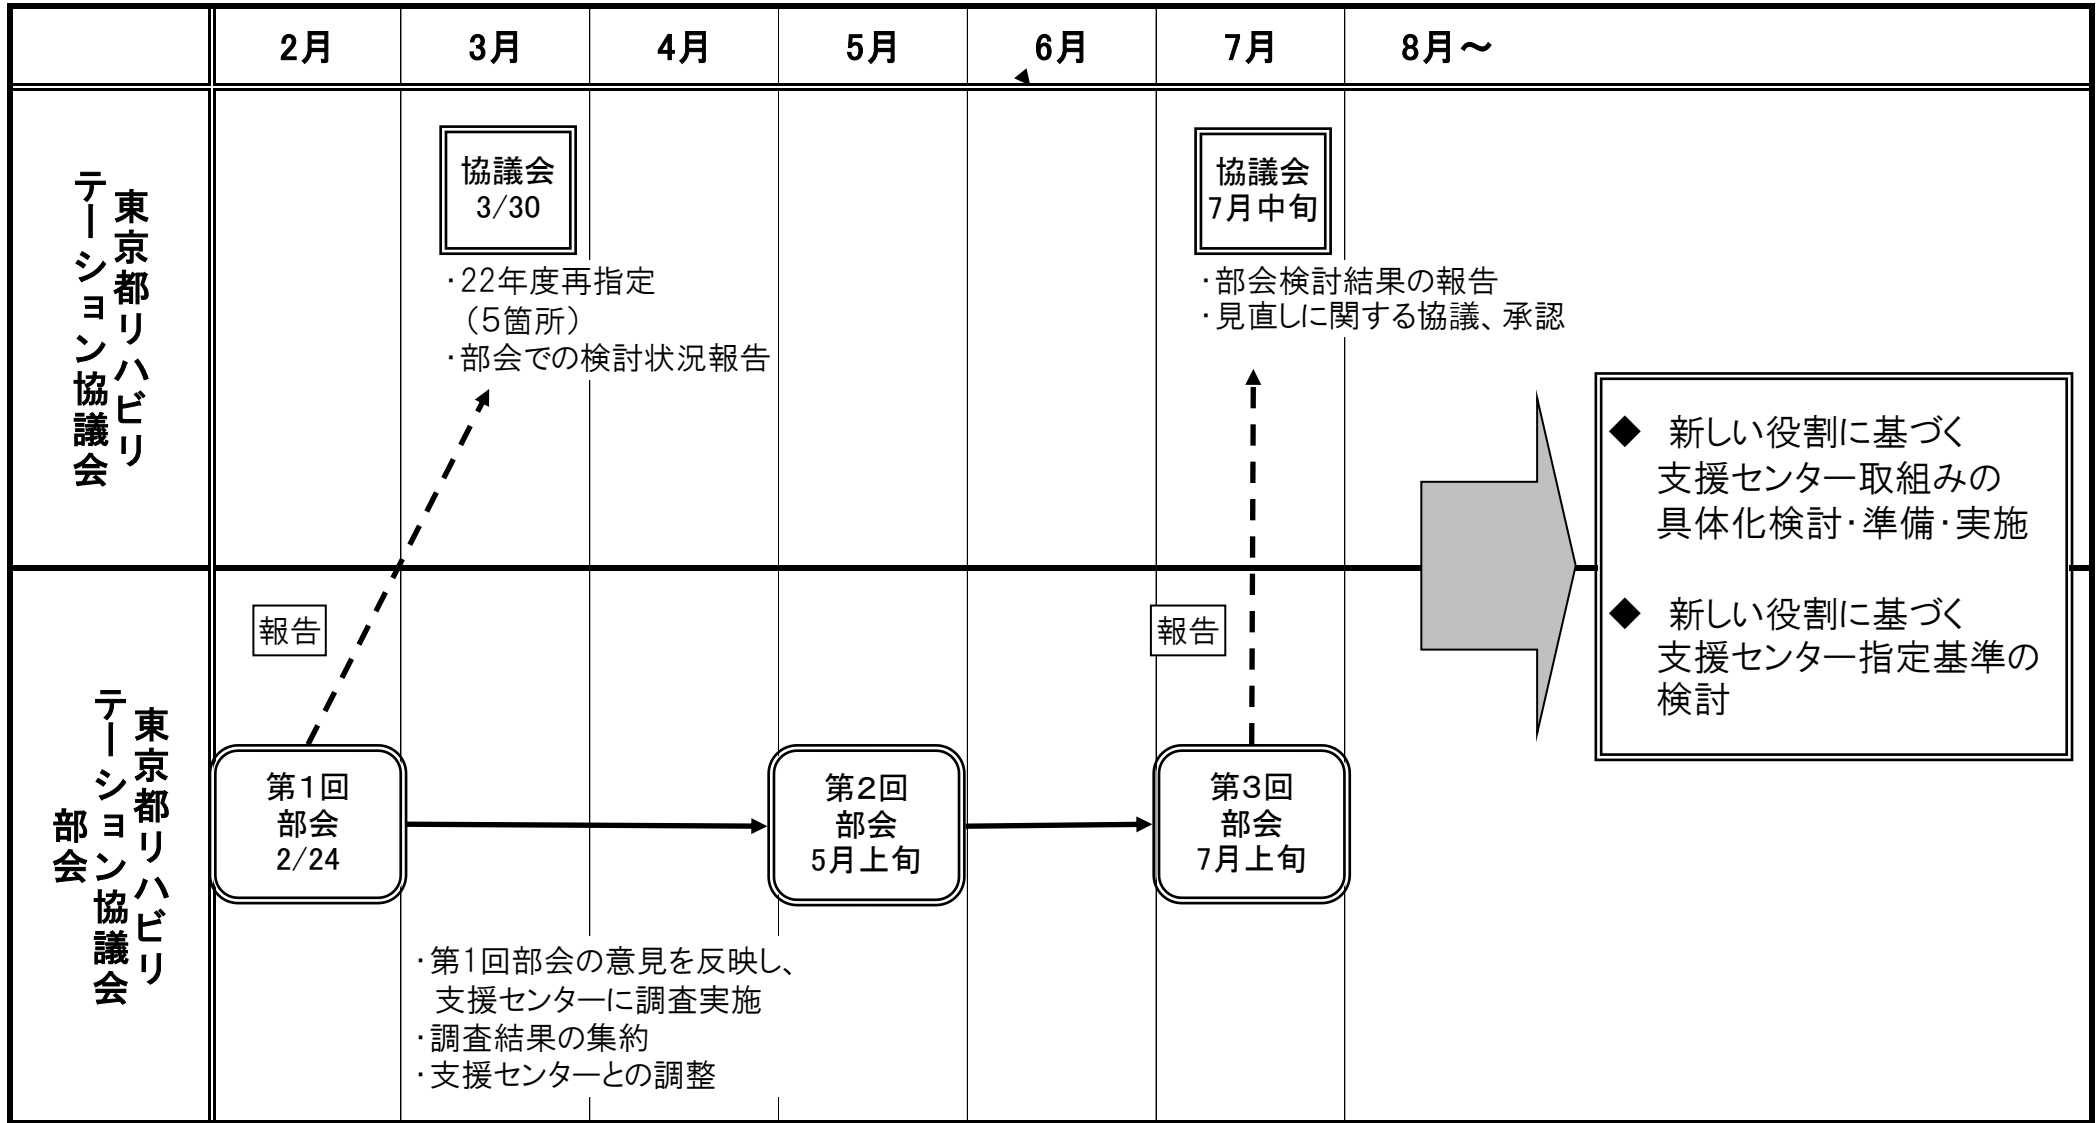 2月
3月
4月
5月
6月
7月
8月～
東京都リハビリ
テーション協議会
協議会
3/30
・22年度再指定
（5箇所）
・部会での検討状況報告
協議会
7月中旬
・部会検討結果の報告
・見直しに関する協議、承認
◆　新しい役割に基づく
支援センター取組みの
具体化検討・準備・実施
◆　新しい役割に基づく
支援センター指定基準の
検討
東京都リハビリ
テーション協議会
部会
報告
報告
第1回
部会
2/24
第2回
部会
5月上旬
第3回
部会
7月上旬
・第1回部会の意見を反映し、
支援センターに調査実施
・調査結果の集約
・支援センターとの調整